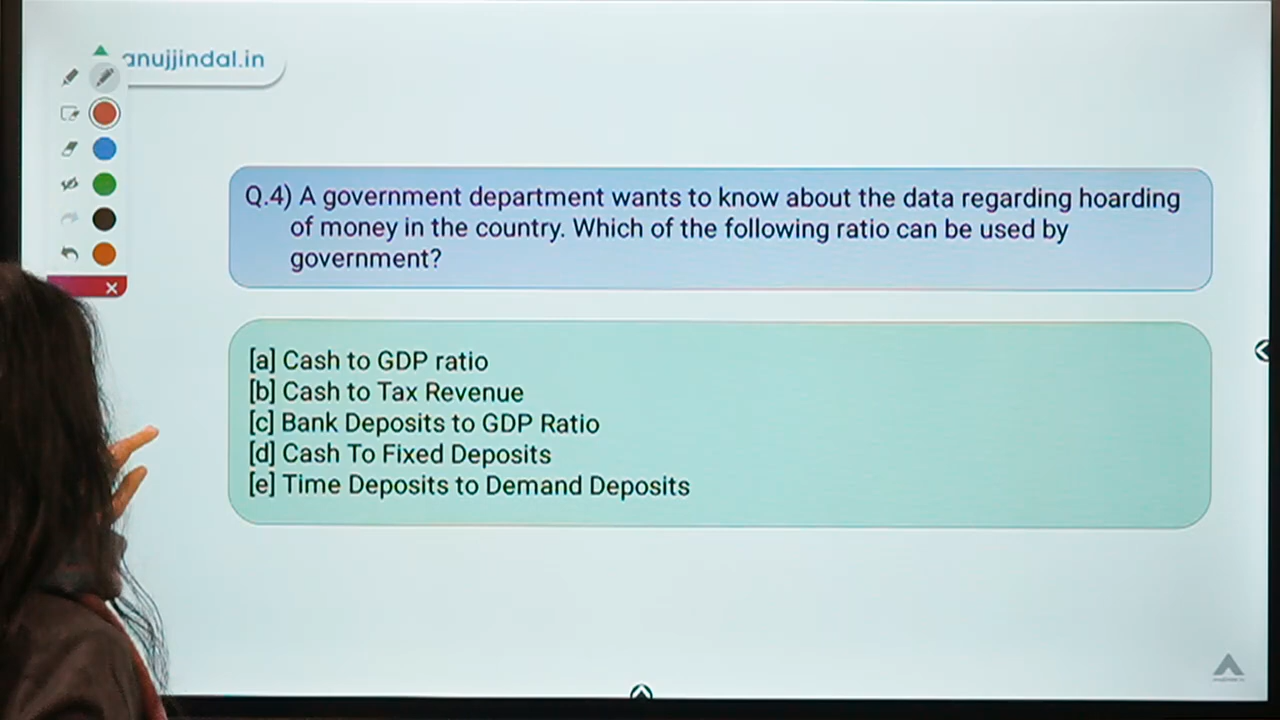 anujjindal.in
Q.4) A government department wants to know about the data regarding hoarding
of money in the country. Which of the following ratio can be used by
government?
[a] Cash to GDP ratio
[b] Cash to Tax Revenue
[c] Bank Deposits to GDP Ratio
[d] Cash To Fixed Deposits
[e] Time Deposits to Demand Deposits